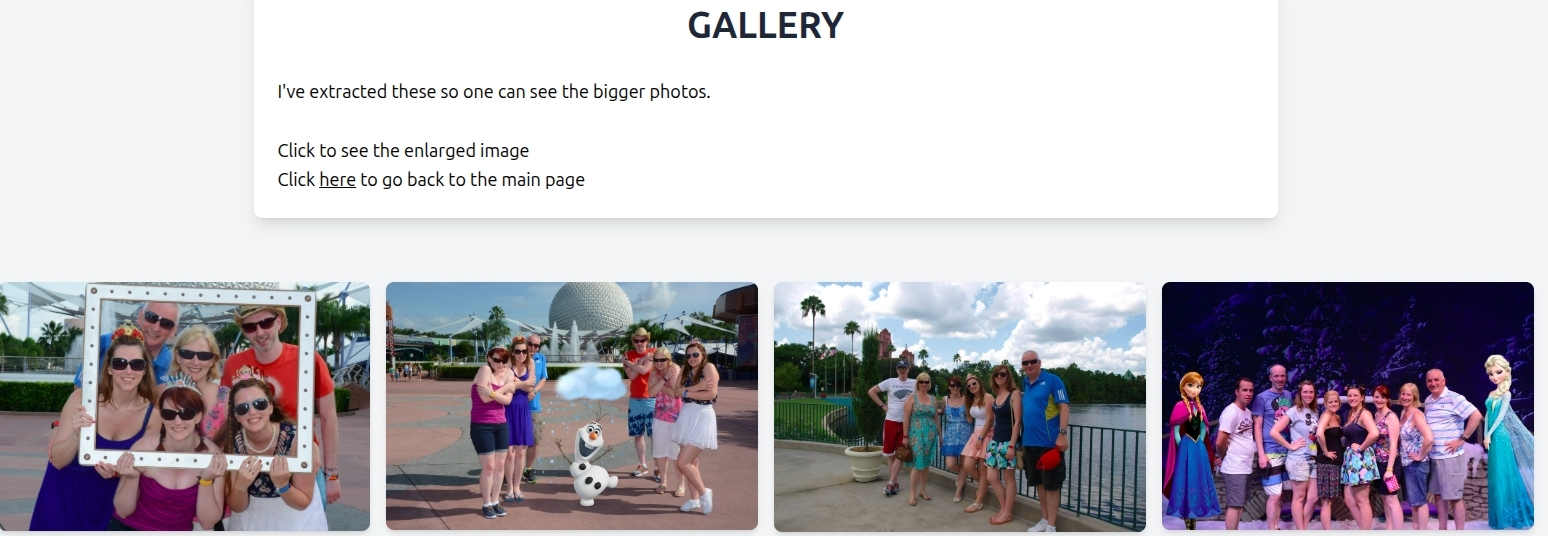 GALLERY
I've extracted these so one can see the bigger photos.
Click to see the enlarged image
Click here to go back to the main page